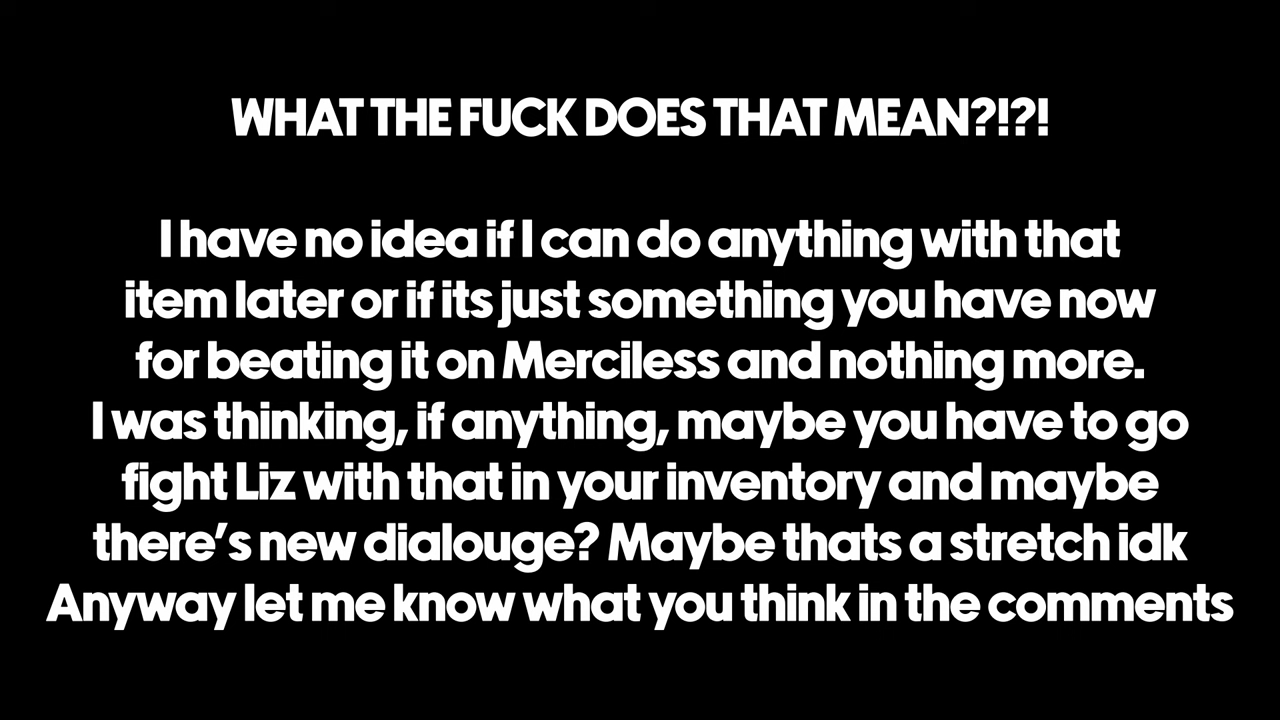 WHAT THE FUCK DOES THAT MEAN?!?!
I have no idea if I can do anything with that
item later or if its just something you have now
for beating it on Merciless and nothing more.
I was thinking, if anything, maybe you have to go
fight Liz with that in your inventory and maybe
there's new dialouge? Maybe thats a stretch idk
Anyway let me know what you think in the comments